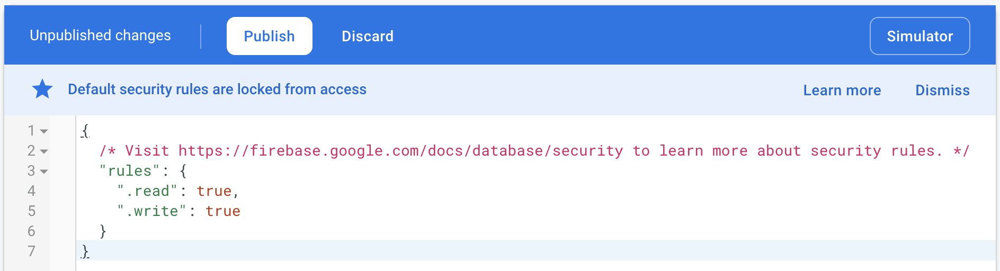 Unpublished changes Publish Discard Simulator
Default security rules are locked from access Learn more Dismiss
1 {
2 /* Visit https://firebase.google.com/docs/database/security to learn more about security rules. */
3 "rules": {
4 ".read": true,
5 ".write": true
6 }
7 }